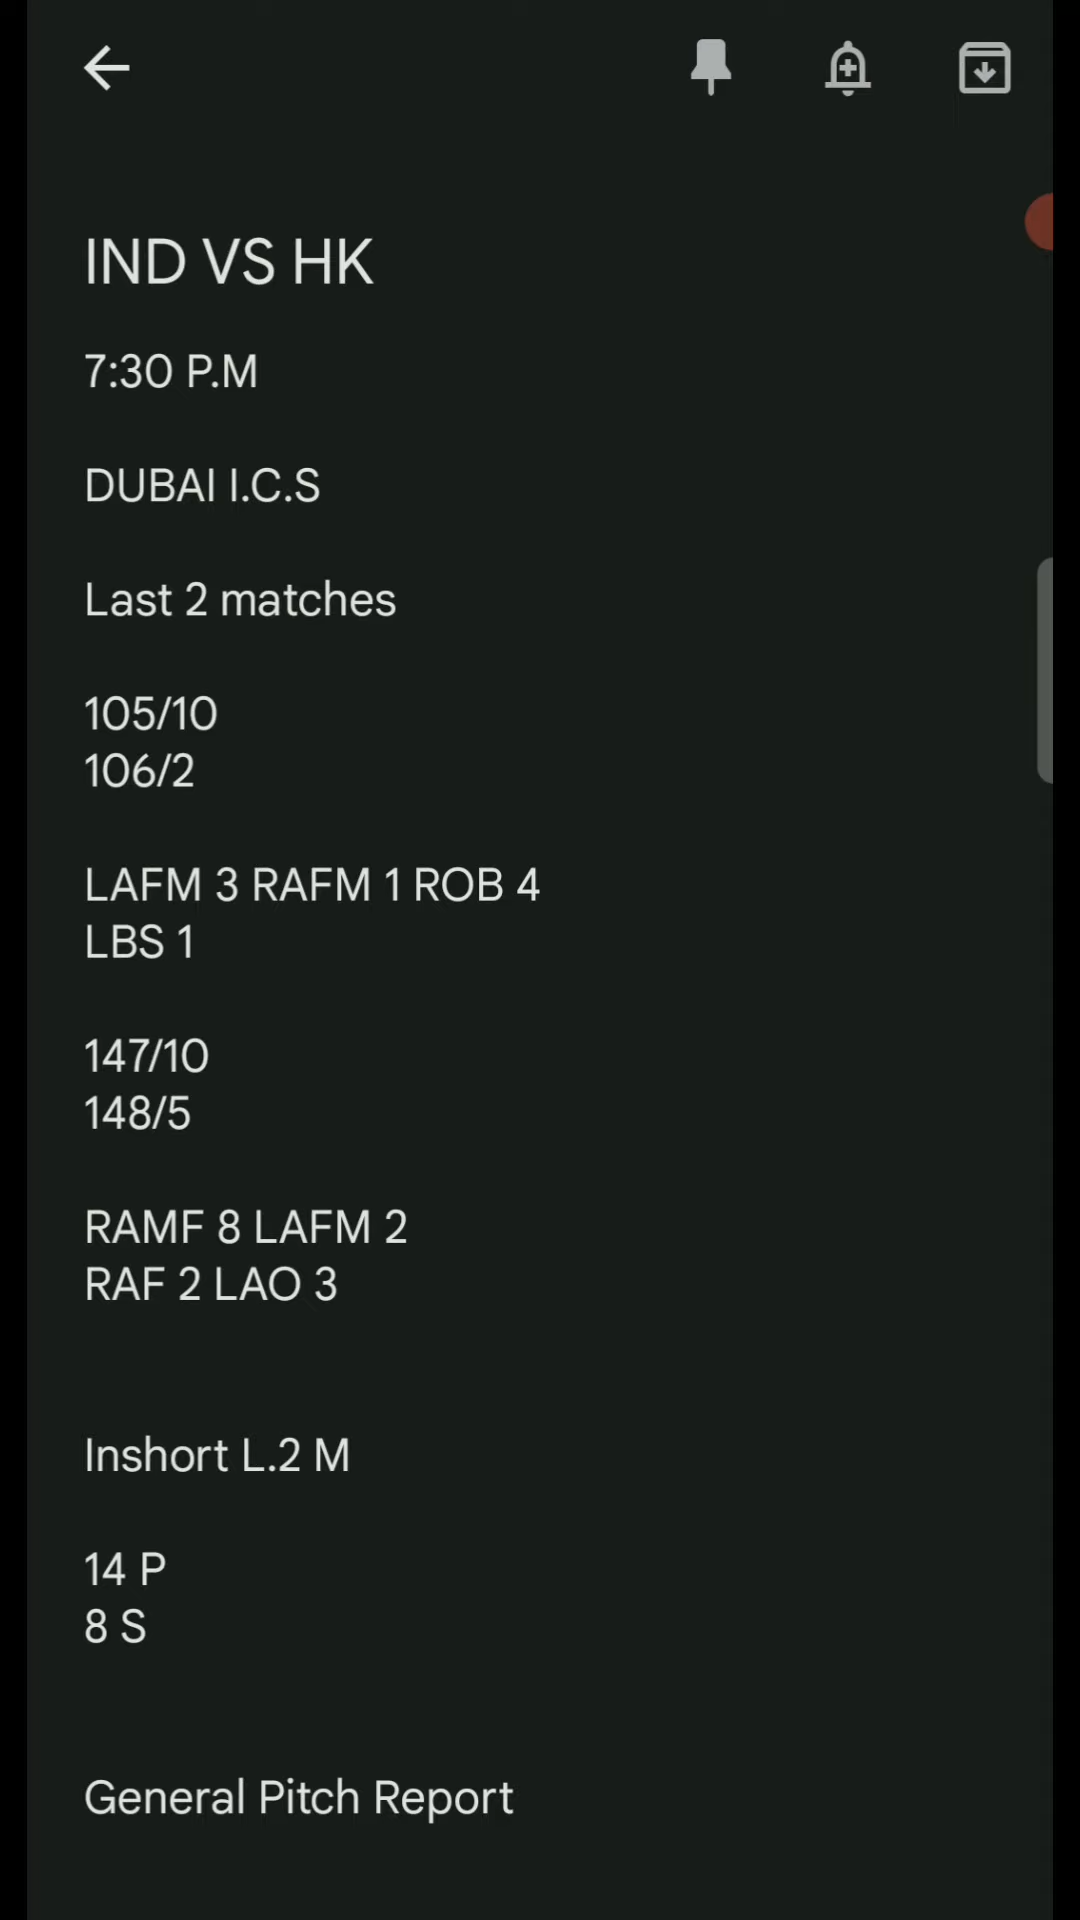 IND VS HK
7:30 P.M
DUBAI I.C.S
Last 2 matches
105/10
106/2
LAFM 3 RAFM 1 ROB 4
LBS 1
147/10
148/5
RAMF 8 LAFM 2
RAF 2 LAO 3
Inshort L.2 M
14 P
8 S
General Pitch Report